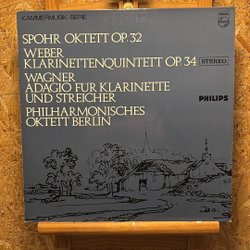 KAMMERMUSIK-SERIE
SPOHR OKTETT OP. 32
WEBER
KLARINETTENQUINTETT OP. 34
STEREO
WAGNER
ADAGIO FUR KLARINETTE
UND STREICHER
PHILIPS
PHILHARMONISCHES
OKTETT BERLIN